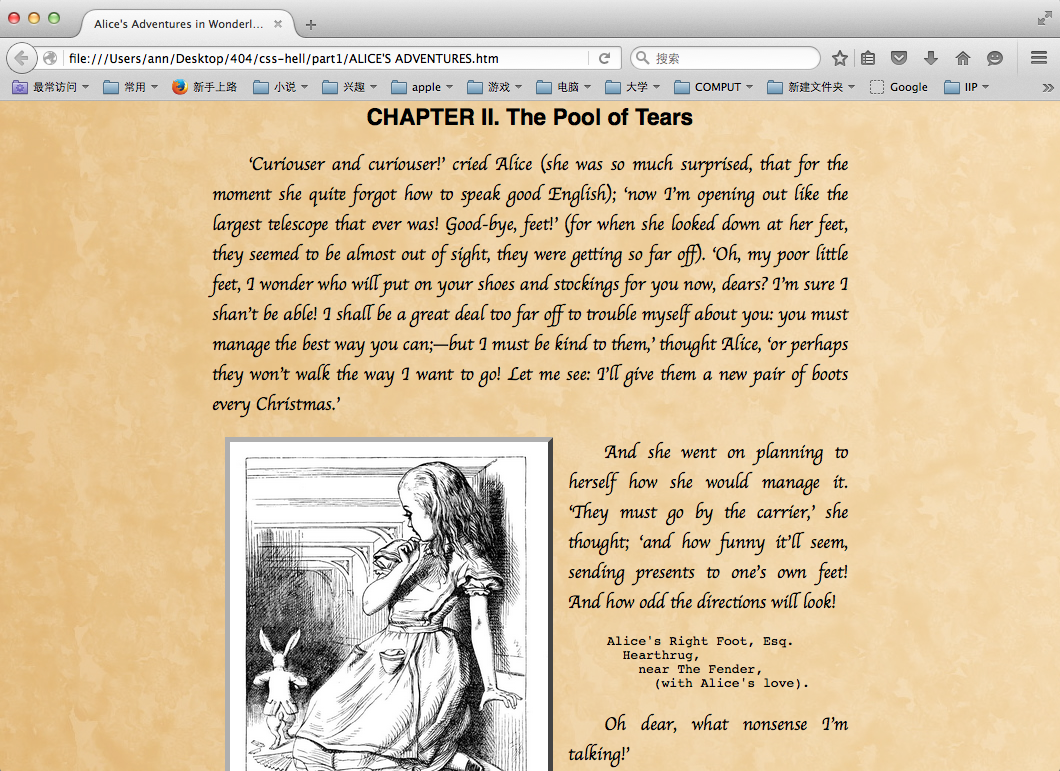 Alice's Adventures in Wonderl...
file:///Users/ann/Desktop/404/css-hell/part1/ALICE'S ADVENTURES.htm
搜索
最常访问 常用 新手上路 小说 兴趣 apple 游戏 电脑 大学 COMPUT 新建文件夹 Google IIP
CHAPTER II. The Pool of Tears
‘Curiouser and curiouser!’ cried Alice (she was so much surprised, that for the
moment she quite forgot how to speak good English); ‘now I’m opening out like the
largest telescope that ever was! Good-bye, feet!’ (for when she looked down at her feet,
they seemed to be almost out of sight, they were getting so far off). ‘Oh, my poor little
feet, I wonder who will put on your shoes and stockings for you now, dears? I’m sure I
shan’t be able! I shall be a great deal too far off to trouble myself about you: you must
manage the best way you can;—but I must be kind to them,’ thought Alice, ‘or perhaps
they won’t walk the way I want to go! Let me see: I’ll give them a new pair of boots
every Christmas.’
And she went on planning to
herself how she would manage it.
‘They must go by the carrier,’ she
thought; ‘and how funny it’ll seem,
sending presents to one’s own feet!
And how odd the directions will look!
Alice's Right Foot, Esq.
Hearthrug,
near The Fender,
(with Alice's love).
Oh dear, what nonsense I’m
talking!’